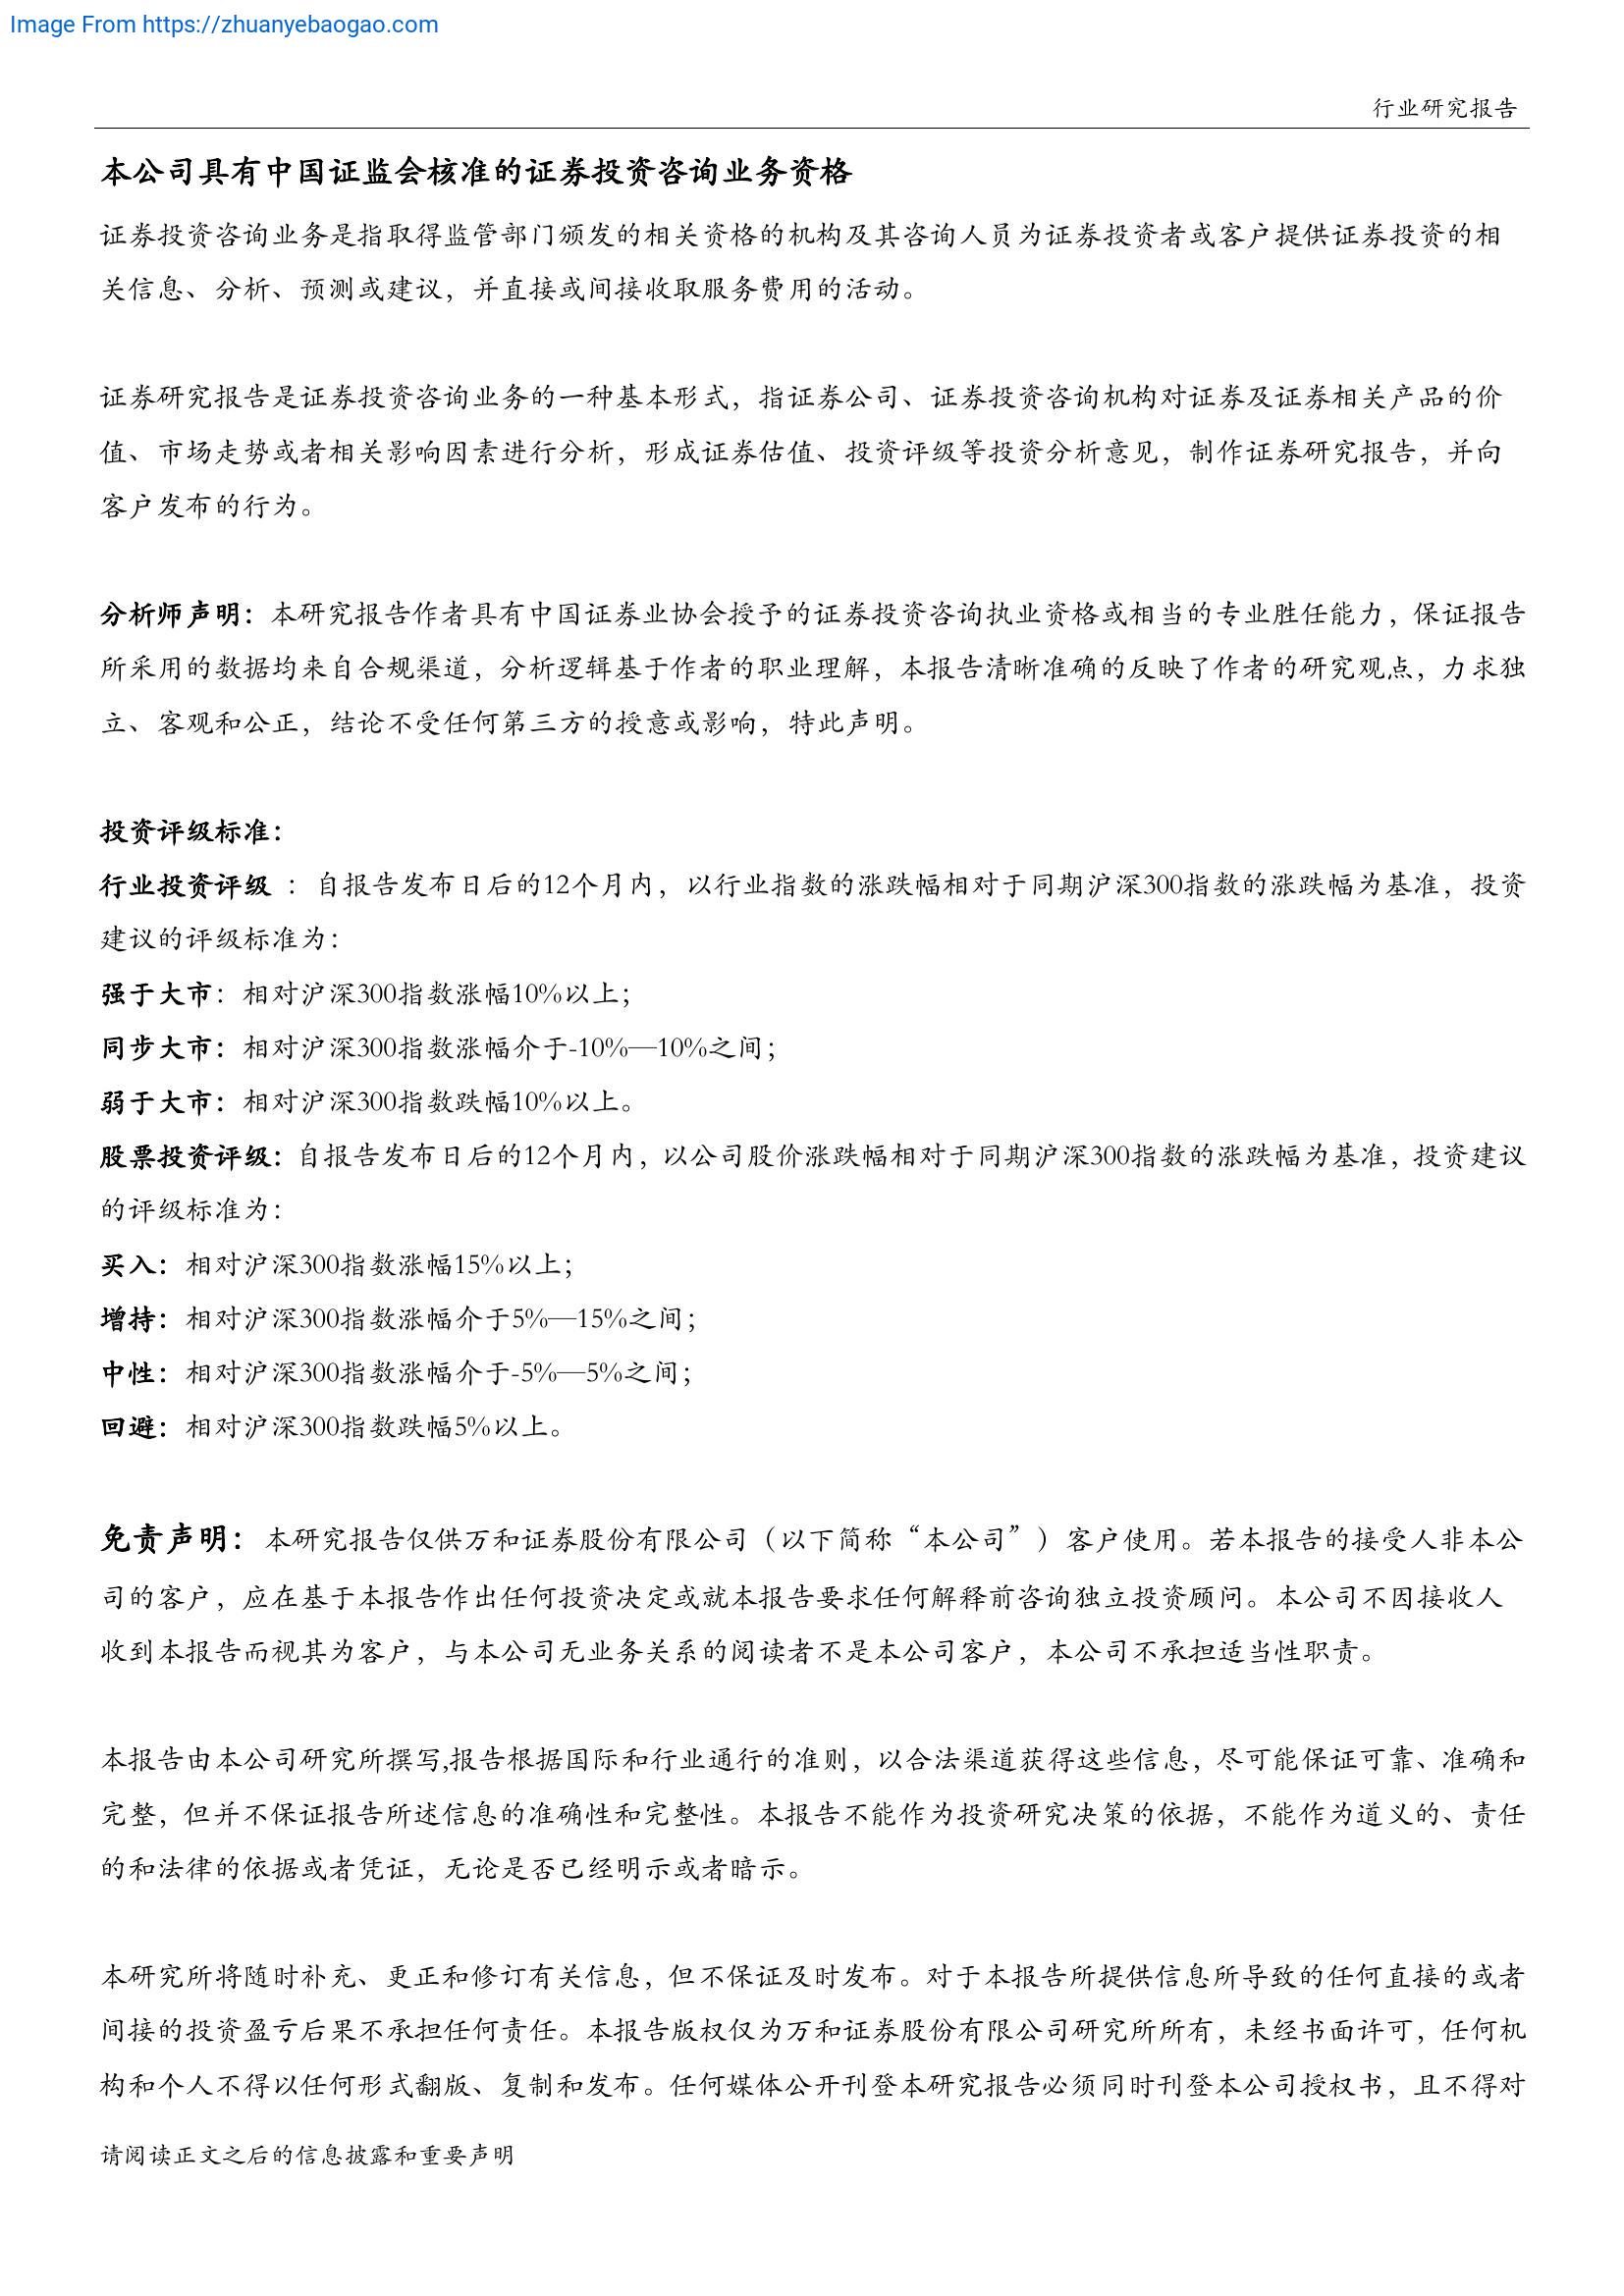 Image From https://zhuanyebaogao.com
行业研究报告
本公司具有中国证监会核准的证券投资咨询业务资格
证券投资咨询业务是指取得监管部门颁发的相关资格的机构及其咨询人员为证券投资者或客户提供证券投资的相
关信息、分析、预测或建议，并直接或间接收取服务费用的活动。
证券研究报告是证券投资咨询业务的一种基本形式，指证券公司、证券投资咨询机构对证券及证券相关产品的价
值、市场走势或者相关影响因素进行分析，形成证券估值、投资评级等投资分析意见，制作证券研究报告，并向
客户发布的行为。
分析师声明：本研究报告作者具有中国证券业协会授予的证券投资咨询执业资格或相当的专业胜任能力，保证报告
所采用的数据均来自合规渠道，分析逻辑基于作者的职业理解，本报告清晰准确的反映了作者的研究观点，力求独
立、客观和公正，结论不受任何第三方的授意或影响，特此声明。
投资评级标准：
行业投资评级 ：自报告发布日后的12个月内，以行业指数的涨跌幅相对于同期沪深300指数的涨跌幅为基准，投资
建议的评级标准为：
强于大市：相对沪深300指数涨幅10%以上；
同步大市：相对沪深300指数涨幅介于-10%—10%之间；
弱于大市：相对沪深300指数跌幅10%以上。
股票投资评级：自报告发布日后的12个月内，以公司股价涨跌幅相对于同期沪深300指数的涨跌幅为基准，投资建议
的评级标准为：
买入：相对沪深300指数涨幅15%以上；
增持：相对沪深300指数涨幅介于5%—15%之间；
中性：相对沪深300指数涨幅介于-5%—5%之间；
回避：相对沪深300指数跌幅5%以上。
免责声明：本研究报告仅供万和证券股份有限公司（以下简称“本公司”）客户使用。若本报告的接受人非本公
司的客户，应在基于本报告作出任何投资决定或就本报告要求任何解释前咨询独立投资顾问。本公司不因接收人
收到本报告而视其为客户，与本公司无业务关系的阅读者不是本公司客户，本公司不承担适当性职责。
本报告由本公司研究所撰写,报告根据国际和行业通行的准则，以合法渠道获得这些信息，尽可能保证可靠、准确和
完整，但并不保证报告所述信息的准确性和完整性。本报告不能作为投资研究决策的依据，不能作为道义的、责任
的和法律的依据或者凭证，无论是否已经明示或者暗示。
本研究所将随时补充、更正和修订有关信息，但不保证及时发布。对于本报告所提供信息所导致的任何直接的或者
间接的投资盈亏后果不承担任何责任。本报告版权仅为万和证券股份有限公司研究所所有，未经书面许可，任何机
构和个人不得以任何形式翻版、复制和发布。任何媒体公开刊登本研究报告必须同时刊登本公司授权书，且不得对
请阅读正文之后的信息披露和重要声明